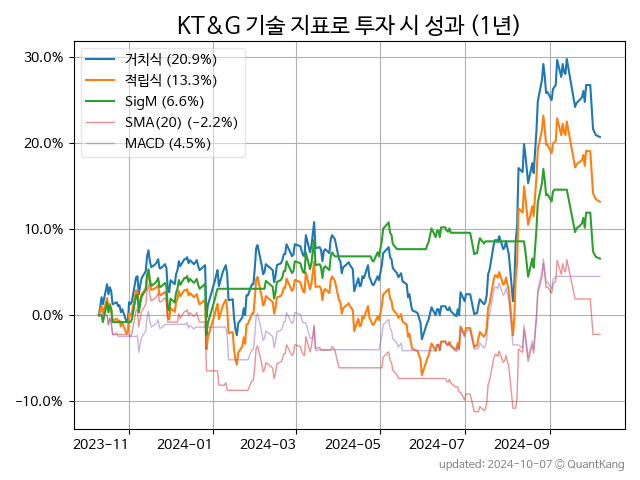 KT&G 기술 지표로 투자 시 성과 (1년)
거치식 (20.9%)
적립식 (13.3%)
SigM (6.6%)
SMA(20) (−2.2%)
MACD (4.5%)
30.0%
20.0%
10.0%
0.0%
−10.0%
2023-11 2024-01 2024-03 2024-05 2024-07 2024-09
updated: 2024-10-07 © QuantKang